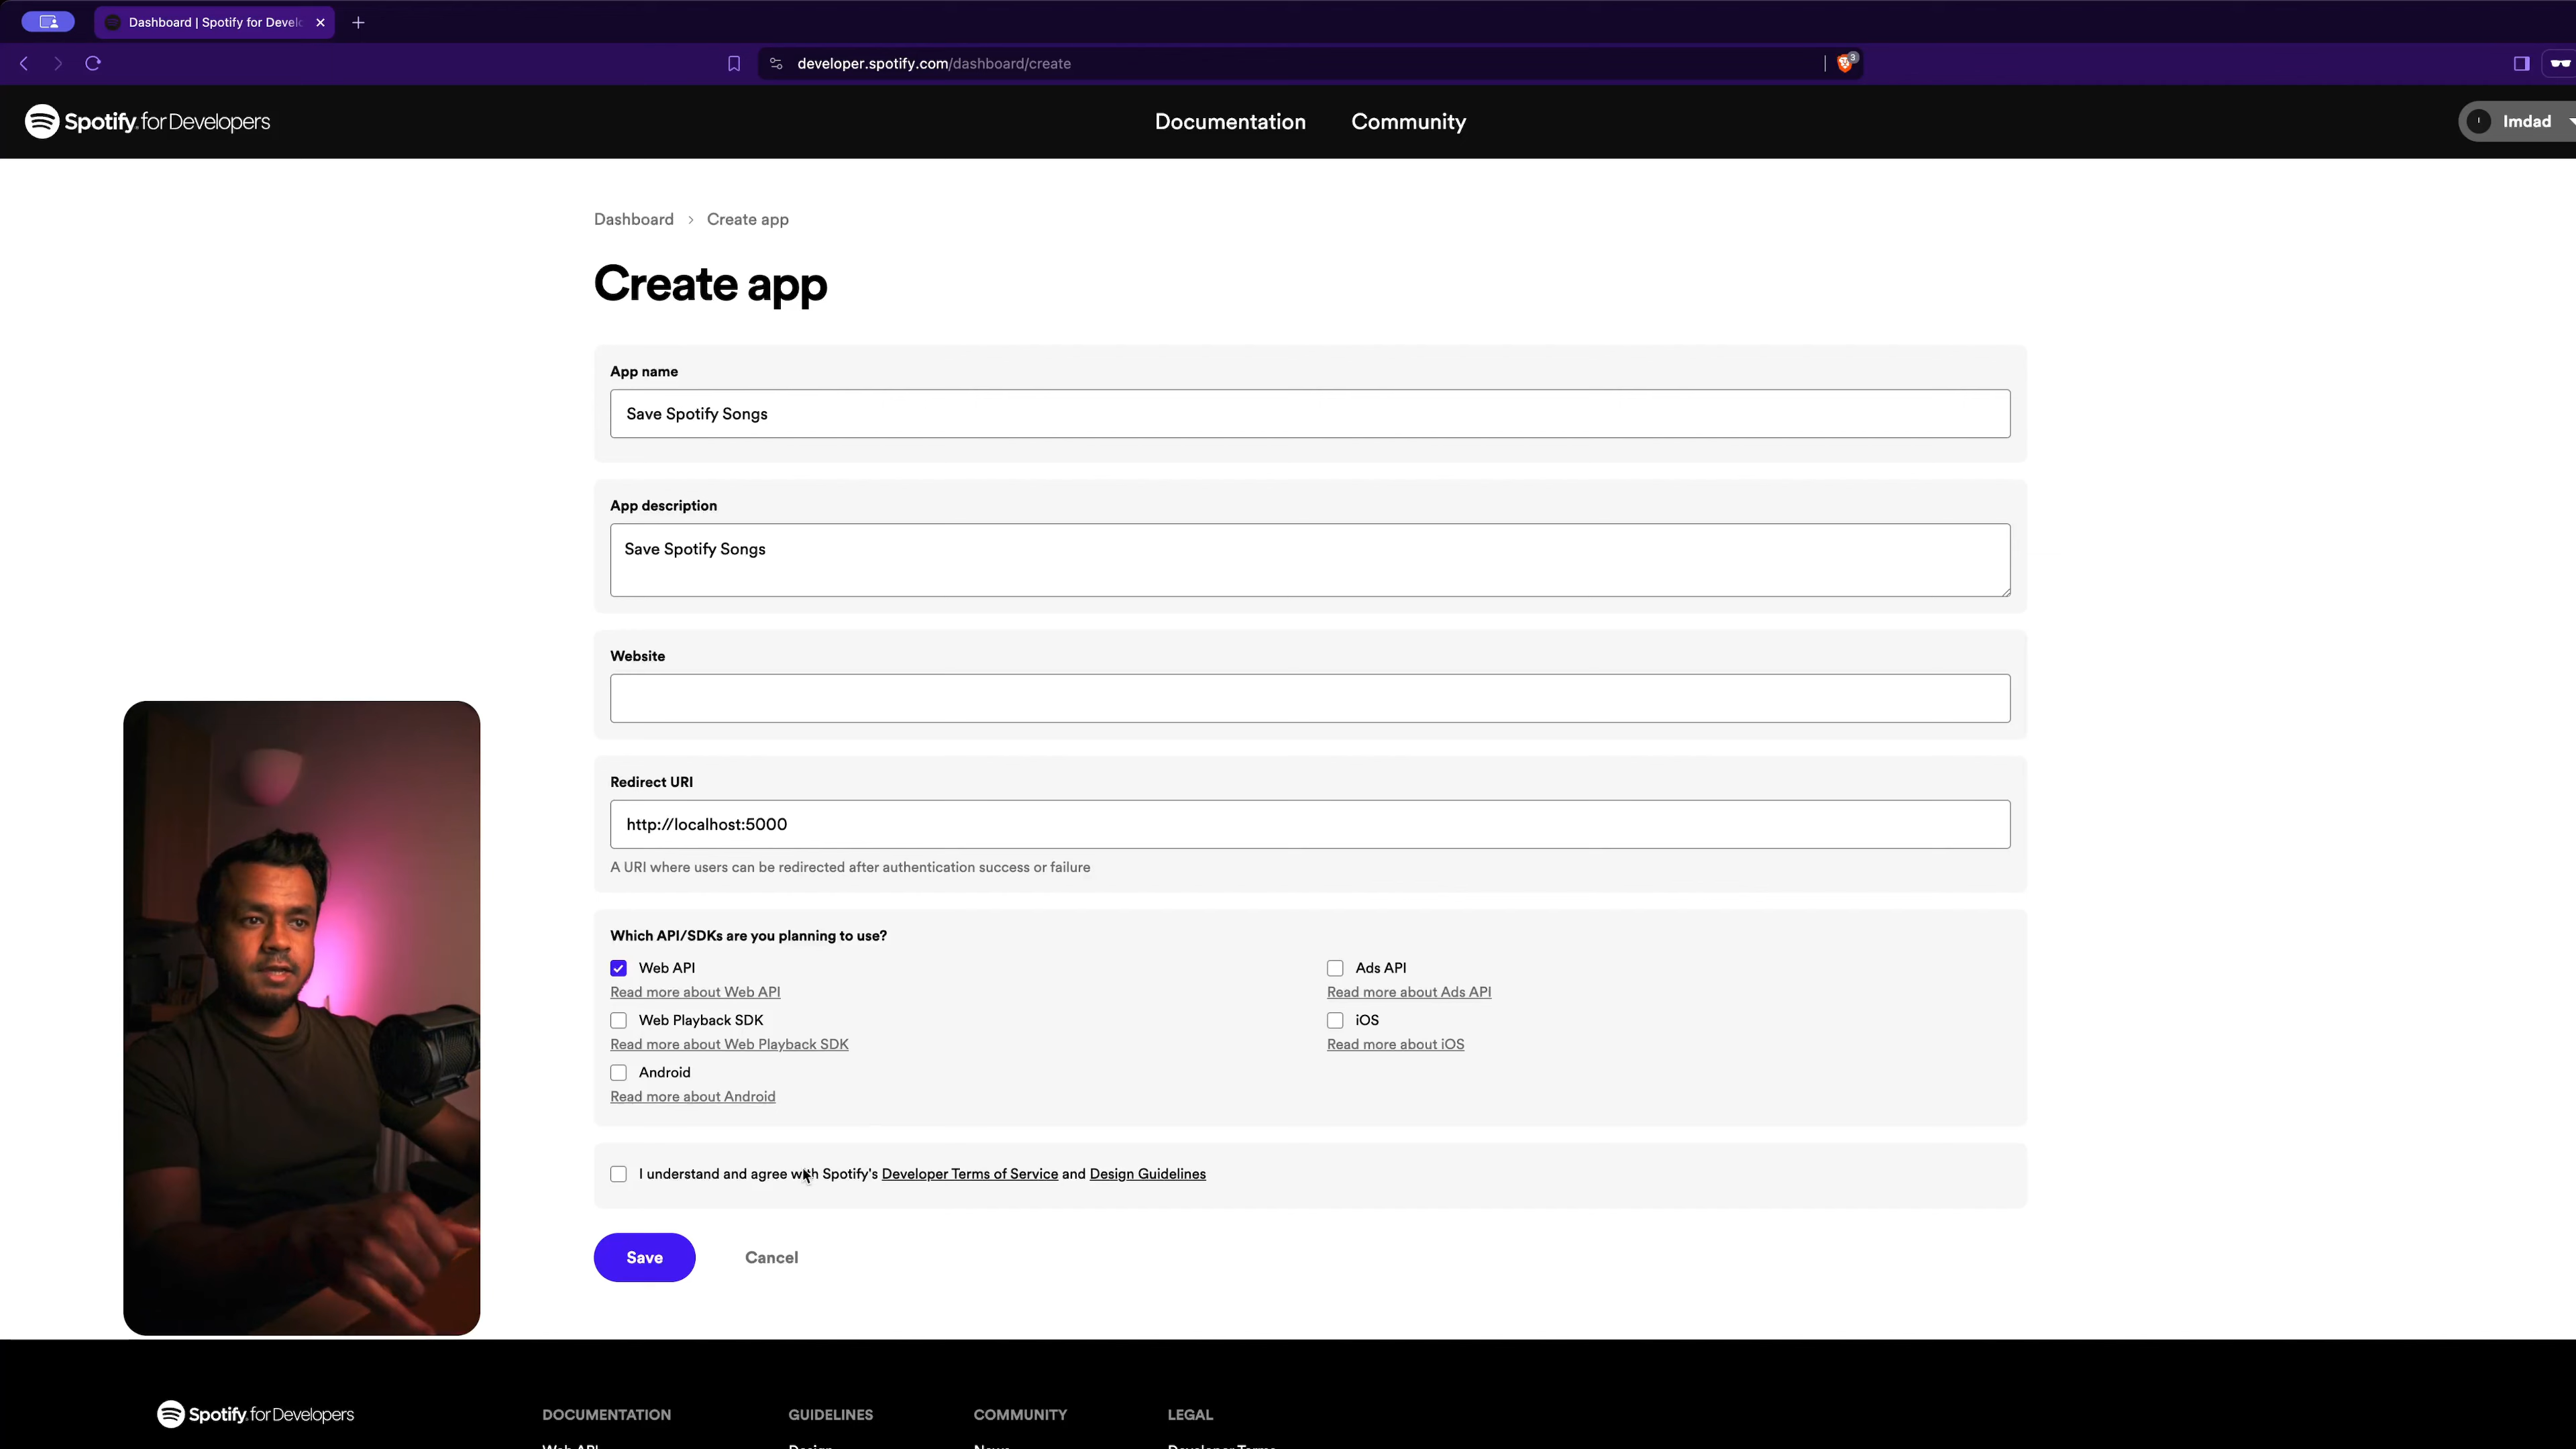 Dashboard | Spotify for Devel
developer.spotify.com/dashboard/create
3
Spotify for Developers
Documentation
Community
Imdad
Dashboard > Create app
Create app
App name
Save Spotify Songs
App description
Save Spotify Songs
Website
Redirect URI
http://localhost:5000
A URI where users can be redirected after authentication success or failure
Which API/SDKs are you planning to use?
Web API
Read more about Web API
Ads API
Read more about Ads API
Web Playback SDK
Read more about Web Playback SDK
iOS
Read more about iOS
Android
Read more about Android
I understand and agree with Spotify's Developer Terms of Service and Design Guidelines
Save
Cancel
Spotify for Developers
DOCUMENTATION
GUIDELINES
COMMUNITY
LEGAL
Web API
Design
News
Developer Terms